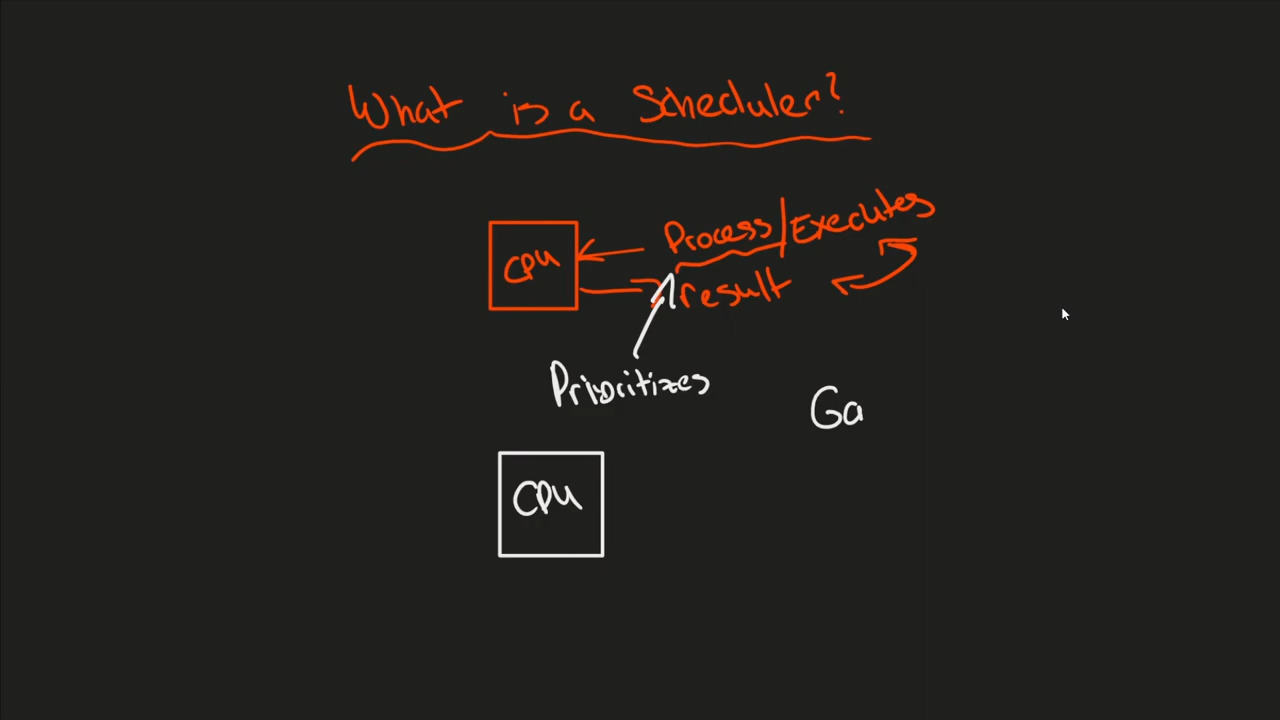 What is a Scheduler?
CPU
Process/Executes
result
Prioritizes
Ga
CPU